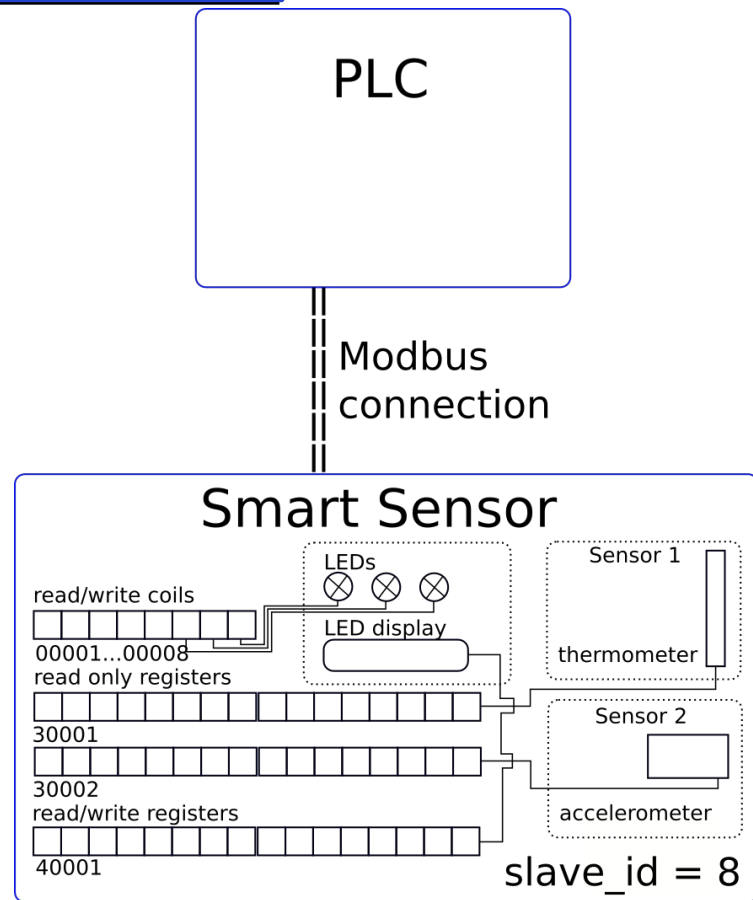 PLC
Modbus
connection
Smart Sensor
LEDs
Sensor 1
read/write coils
LED display
00001...00008
thermometer
read only registers
30001
Sensor 2
30002
read/write registers
accelerometer
40001
slave_id = 8